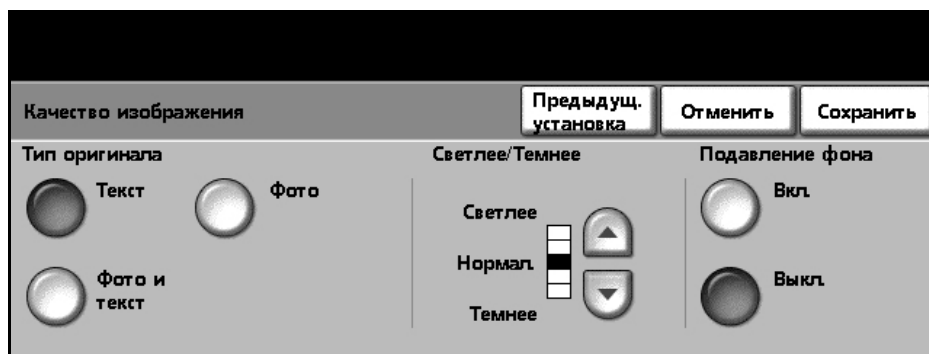 Качество изображения
Предыдущ.
установка
Отменить
Сохранить
Тип оригинала
Светлее/Темнее
Подавление фона
Текст
Фото
Фото и
текст
Светлее
Нормал.
Темнее
Вкл.
Выкл.